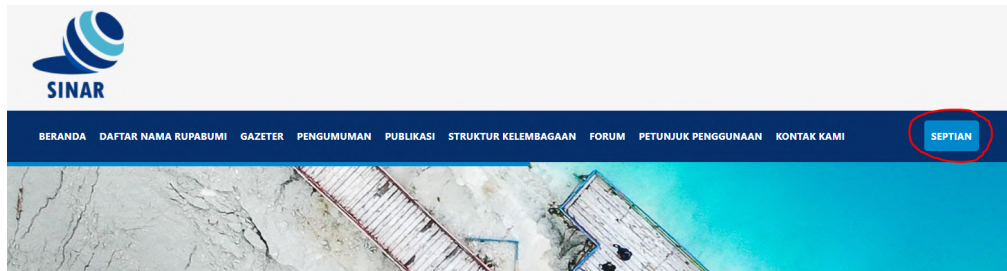 SINAR
BERANDA DAFTAR NAMA RUPABUMI GAZETER PENGUMUMAN PUBLIKASI STRUKTUR KELEMBAGAAN FORUM PETUNJUK PENGGUNAAN KONTAK KAMI SEPTIAN